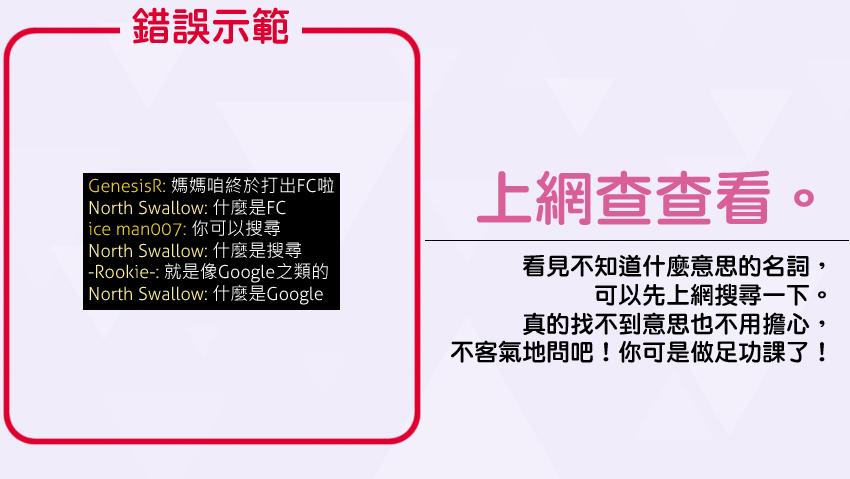 錯誤示範
GenesisR: 媽媽咱終於打出FC啦
North Swallow: 什麼是FC
ice man007: 你可以搜尋
North Swallow: 什麼是搜尋
-Rookie-: 就是像Google之類的
North Swallow: 什麼是Google
上網查查看。
看見不知道什麼意思的名詞，
可以先上網搜尋一下。
真的找不到意思也不用擔心，
不客氣地問吧！你可是做足功課了！